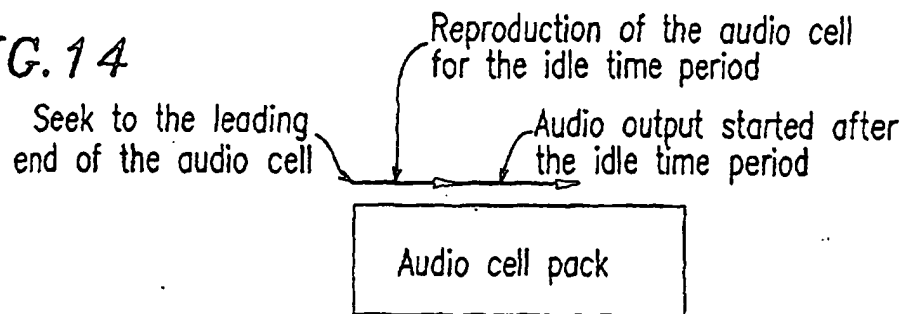 G. 14
Reproduction of the audio cell
for the idle time period
Seek to the leading
end of the audio cell
Audio output started after
the idle time period
Audio cell pack